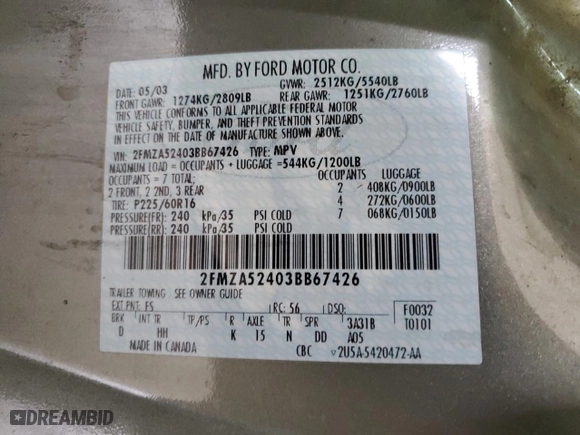 MFD. BY FORD MOTOR CO.
DATE: 05/03 GVWR: 2512KG/5540LB
FRONT GAWR: 1274KG/2809LB REAR GAWR: 1251KG/2760LB
THIS VEHICLE CONFORMS TO ALL APPLICABLE FEDERAL MOTOR
VEHICLE SAFETY, BUMPER, AND THEFT PREVENTION STANDARDS
IN EFFECT ON THE DATE OF MANUFACTURE SHOWN ABOVE.
VIN: 2FMZA52403BB67426 TYPE: MPV
MAXIMUM LOAD = OCCUPANTS + LUGGAGE =544KG/1200LB
OCCUPANTS = 7 TOTAL; OCCUPANTS LUGGAGE
2 FRONT, 2 2ND, 3 REAR 2 408KG/0900LB
TIRE: P225/60R16 4 272KG/0600LB
PRESSURE(FR): 240 kPa/35 PSI COLD 7 068KG/0150LB
PRESSURE(RR): 240 kPa/35 PSI COLD
2FMZA52403BB67426
TRAILER TOWING SEE OWNER GUIDE
EXT PNT: FS RC: 56 DSO: F0032
BRK INT TR TP/PS R AXLE TR SPR 3A31B T0101
D HH K 15 N DD A05
MADE IN CANADA CBC V2U5A-5420472-AA
DREAMBID